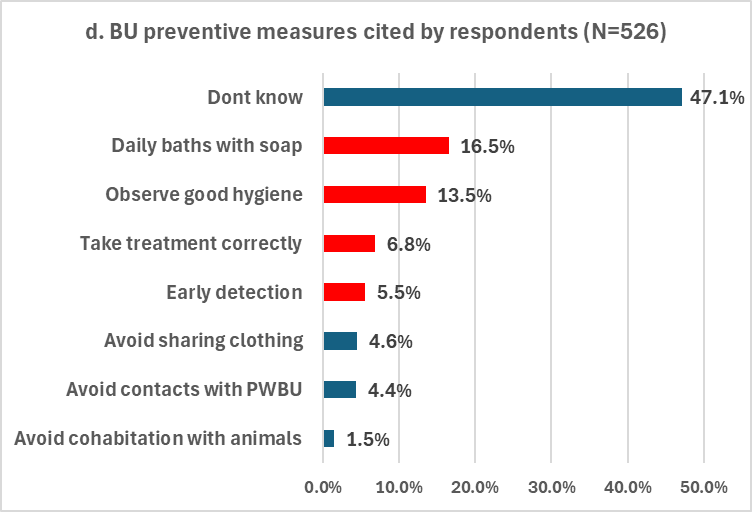 d. BU preventive measures cited by respondents (N=526)
Dont know 47.1%
Daily baths with soap 16.5%
Observe good hygiene 13.5%
Take treatment correctly 6.8%
Early detection 5.5%
Avoid sharing clothing 4.6%
Avoid contacts with PWBU 4.4%
Avoid cohabitation with animals 1.5%
0.0% 10.0% 20.0% 30.0% 40.0% 50.0%